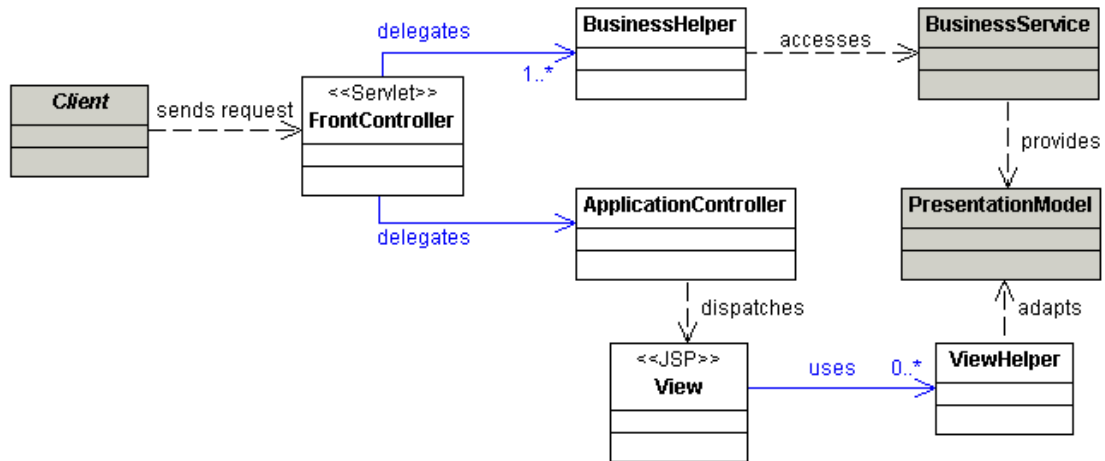 delegates
BusinessHelper
1..*
accesses
BusinessService
Client
sends request
<<Servlet>>
FrontController
provides
delegates
ApplicationController
PresentationModel
dispatches
adapts
<<JSP>>
View
uses
0..*
ViewHelper